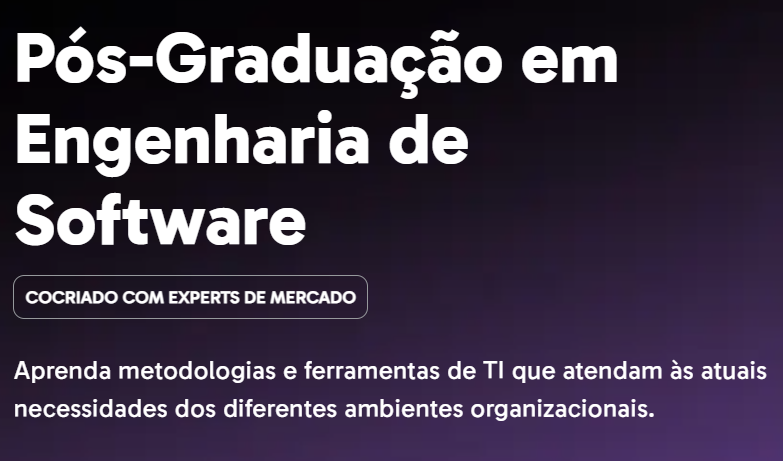 Pós-Graduação em
Engenharia de
Software
COCRIADO COM EXPERTS DE MERCADO
Aprenda metodologias e ferramentas de TI que atendam às atuais
necessidades dos diferentes ambientes organizacionais.